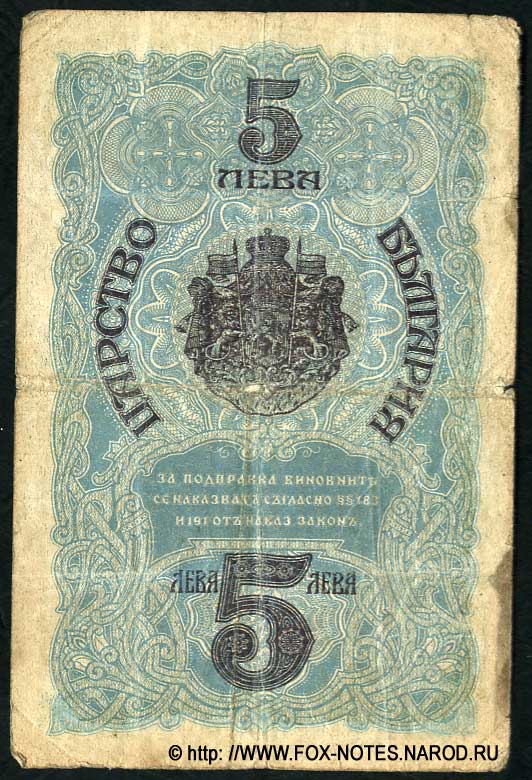 5
ЛЕВА
ЦАРСТВО
БЪЛГАРИЯ
ЗА ПОДПРАВКА ВИНОВНИТѢ
СЕ НАКАЗВАТЪ СЪГЛАСНО §§ 183
И 191 ОТЪ НАКАЗ. ЗАКОНЪ
ЛЕВА 5 ЛЕВА
© http: //WWW.FOX-NOTES.NAROD.RU